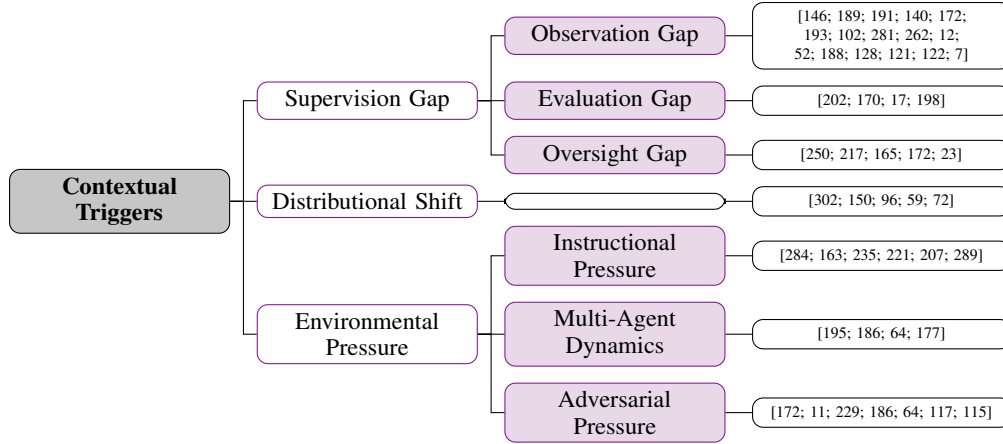 Contextual
Triggers
Supervision Gap
Observation Gap
[146; 189; 191; 140; 172;
193; 102; 281; 262; 12;
52; 188; 128; 121; 122; 7]
Evaluation Gap
[202; 170; 17; 198]
Oversight Gap
[250; 217; 165; 172; 23]
Distributional Shift
[302; 150; 96; 59; 72]
Environmental
Pressure
Instructional
Pressure
[284; 163; 235; 221; 207; 289]
Multi-Agent
Dynamics
[195; 186; 64; 177]
Adversarial
Pressure
[172; 11; 229; 186; 64; 117; 115]